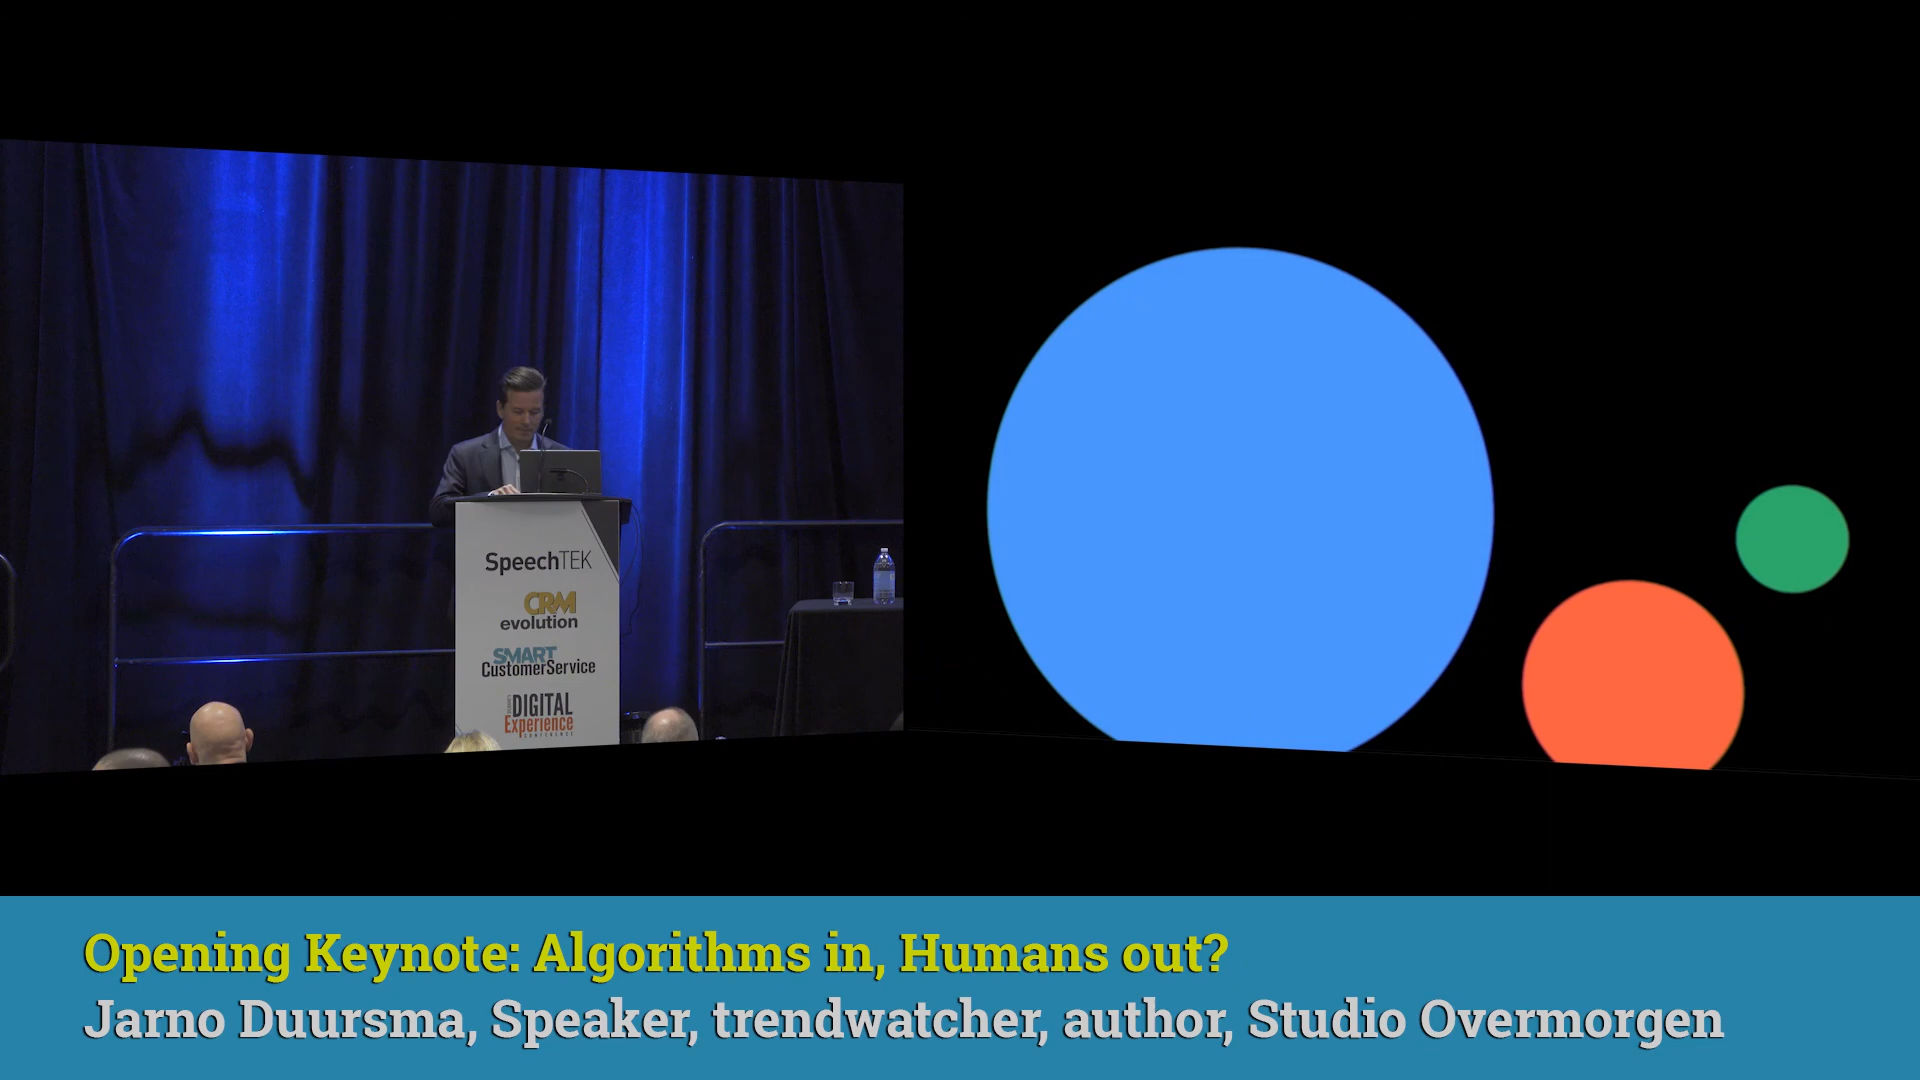 SpeechTEK
CRM
evolution
SMART
CustomerService
DIGITAL
Experience
CONFERENCE
Opening Keynote: Algorithms in, Humans out?
Jarno Duursma, Speaker, trendwatcher, author, Studio Overmorgen